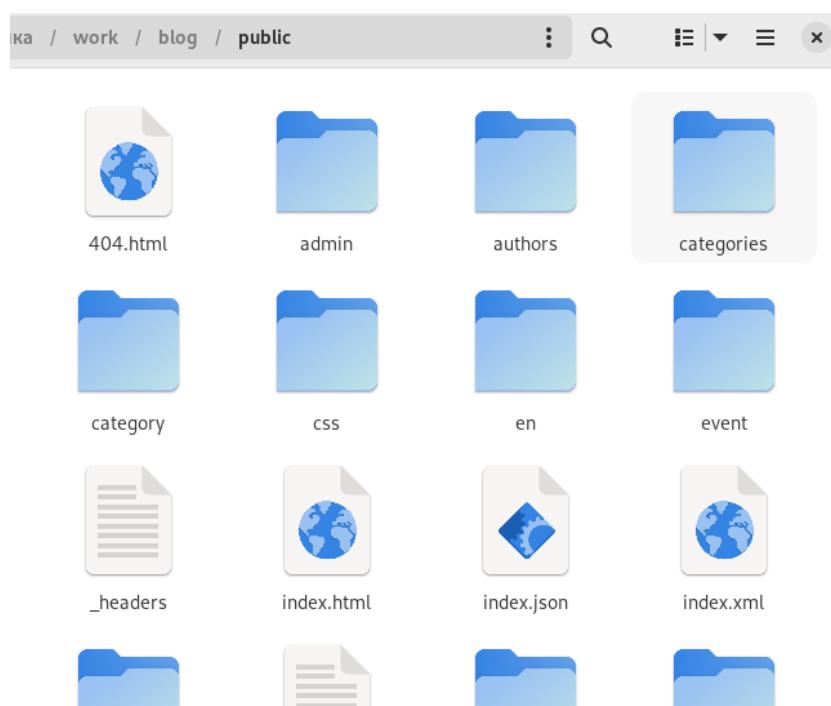 ка / work / blog / public
404.html admin authors categories
category css en event
_headers index.html index.json index.xml